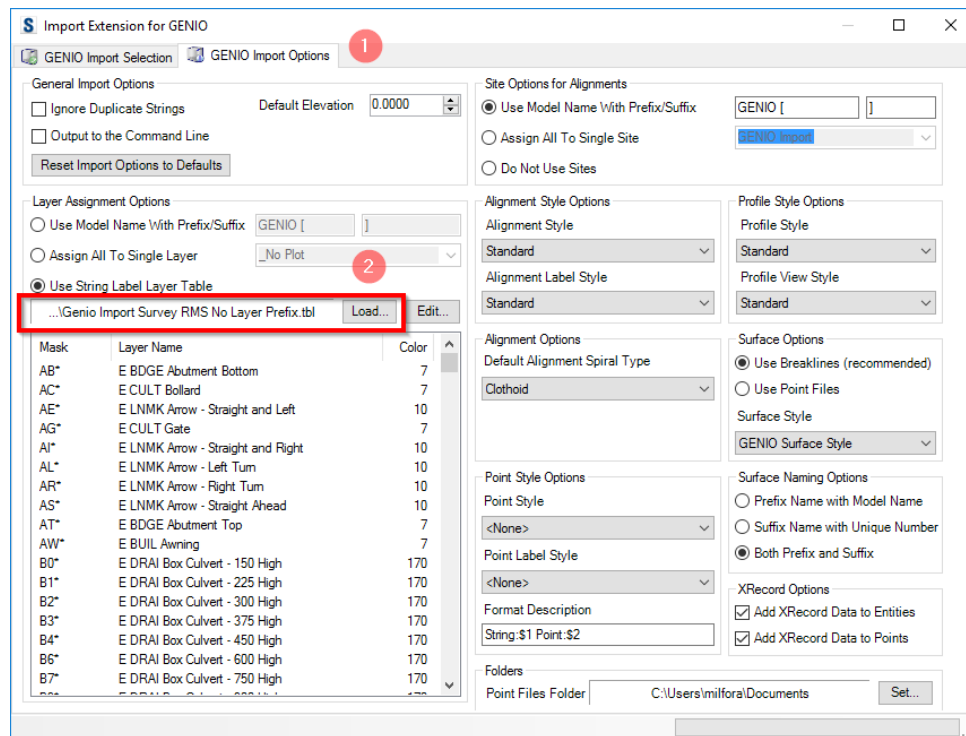 S Import Extension for GENIO
GENIO Import Selection
GENIO Import Options
1
General Import Options
Ignore Duplicate Strings
Default Elevation 0.0000
Output to the Command Line
Reset Import Options to Defaults
Layer Assignment Options
Use Model Name With Prefix/Suffix GENIO [ ]
Assign All To Single Layer _No Plot
2
Use String Label Layer Table
...\Genio Import Survey RMS No Layer Prefix.tbl Load... Edit...
Mask Layer Name Color
AB* E BDGE Abutment Bottom 7
AC* E CULT Bollard 7
AE* E LNMK Arrow - Straight and Left 10
AG* E CULT Gate 7
AI* E LNMK Arrow - Straight and Right 10
AL* E LNMK Arrow - Left Turn 10
AR* E LNMK Arrow - Right Turn 10
AS* E LNMK Arrow - Straight Ahead 10
AT* E BDGE Abutment Top 7
AW* E BUIL Awning 7
B0* E DRAI Box Culvert - 150 High 170
B1* E DRAI Box Culvert - 225 High 170
B2* E DRAI Box Culvert - 300 High 170
B3* E DRAI Box Culvert - 375 High 170
B4* E DRAI Box Culvert - 450 High 170
B6* E DRAI Box Culvert - 600 High 170
B7* E DRAI Box Culvert - 750 High 170
Site Options for Alignments
Use Model Name With Prefix/Suffix GENIO [ ]
Assign All To Single Site GENIO Import
Do Not Use Sites
Alignment Style Options
Alignment Style
Standard
Alignment Label Style
Standard
Profile Style Options
Profile Style
Standard
Profile View Style
Standard
Alignment Options
Default Alignment Spiral Type
Clothoid
Surface Options
Use Breaklines (recommended)
Use Point Files
Surface Style
GENIO Surface Style
Point Style Options
Point Style
<None>
Point Label Style
<None>
Format Description
String:$1 Point:$2
Surface Naming Options
Prefix Name with Model Name
Suffix Name with Unique Number
Both Prefix and Suffix
XRecord Options
Add XRecord Data to Entities
Add XRecord Data to Points
Folders
Point Files Folder C:\Users\milfora\Documents Set...